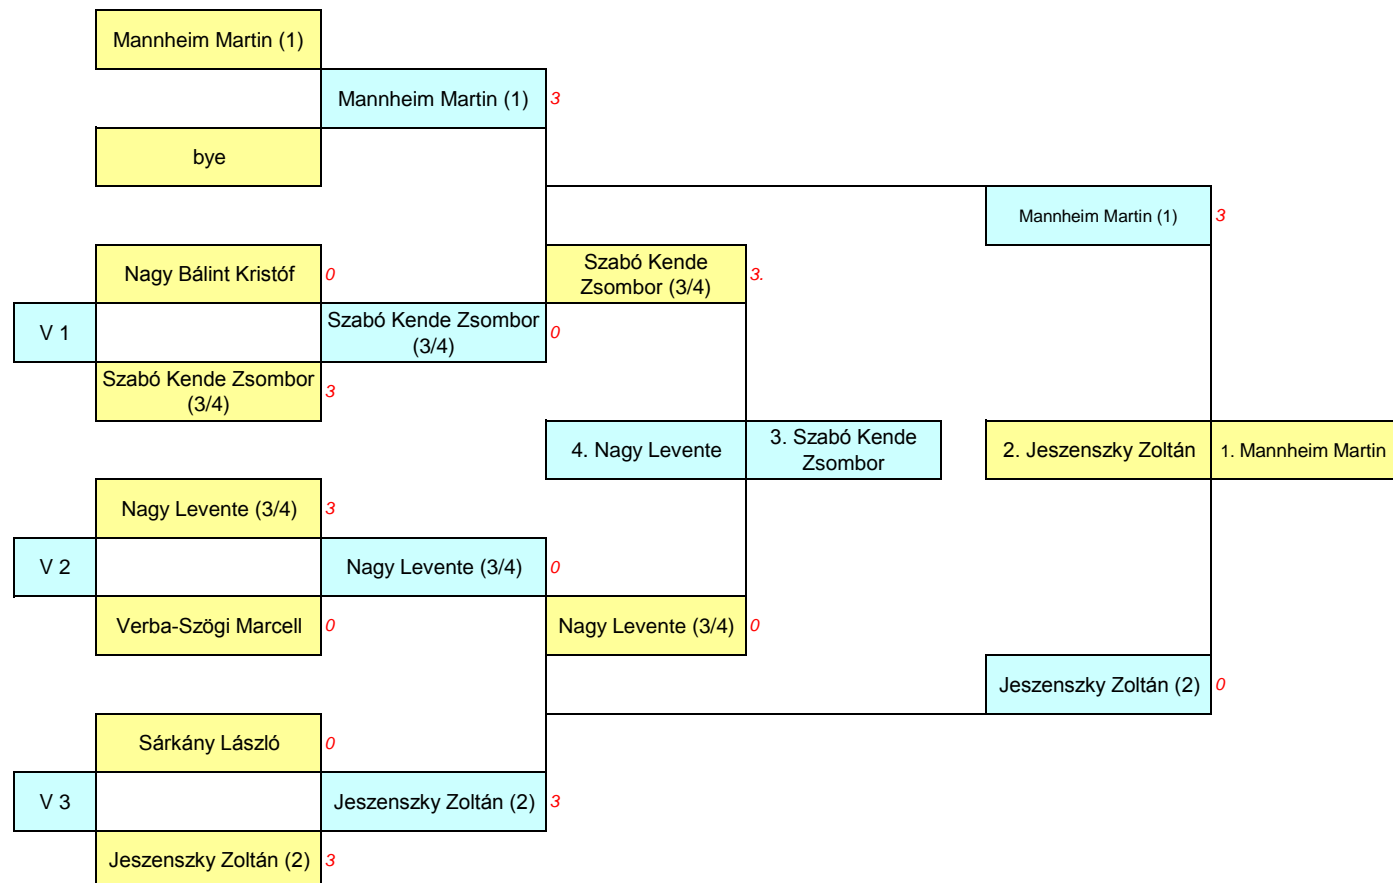 Mannheim Martin (1)
Mannheim Martin (1) 3
bye
Mannheim Martin (1) 3
Nagy Bálint Kristóf 0
Szabó Kende
Zsombor (3/4) 3.
V 1
Szabó Kende Zsombor
(3/4) 0
Szabó Kende Zsombor
(3/4) 3
4. Nagy Levente
3. Szabó Kende
Zsombor
2. Jeszenszky Zoltán
1. Mannheim Martin
Nagy Levente (3/4) 3
V 2
Nagy Levente (3/4) 0
Verba-Szögi Marcell 0
Nagy Levente (3/4) 0
Jeszenszky Zoltán (2) 0
Sárkány László 0
V 3
Jeszenszky Zoltán (2) 3
Jeszenszky Zoltán (2) 3